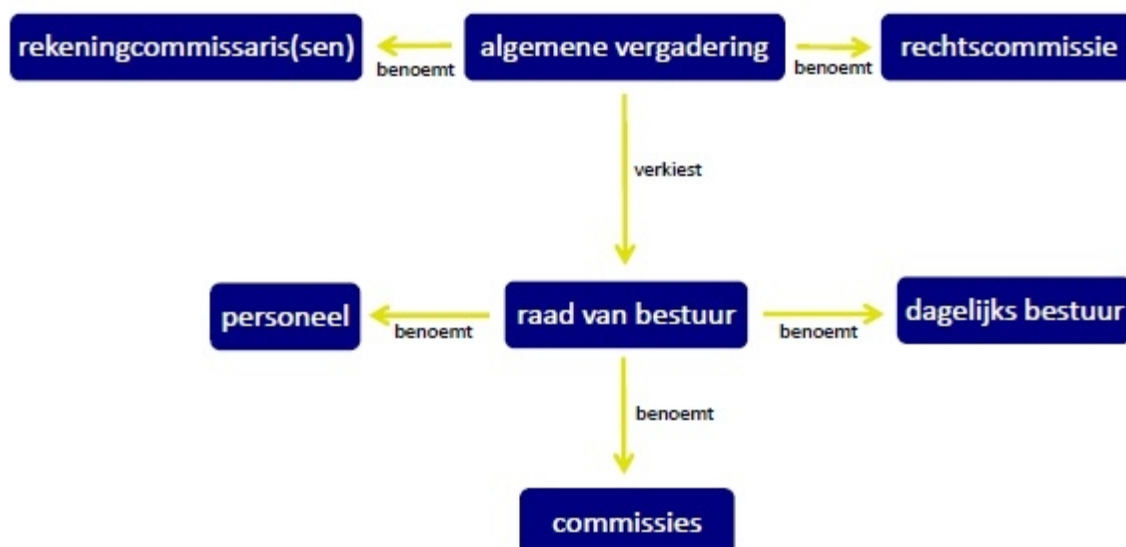 rekeningcommissaris(sen)
benoemt
algemene vergadering
benoemt
rechtscommissie
verkiest
personeel
benoemt
raad van bestuur
benoemt
dagelijks bestuur
benoemt
commissies